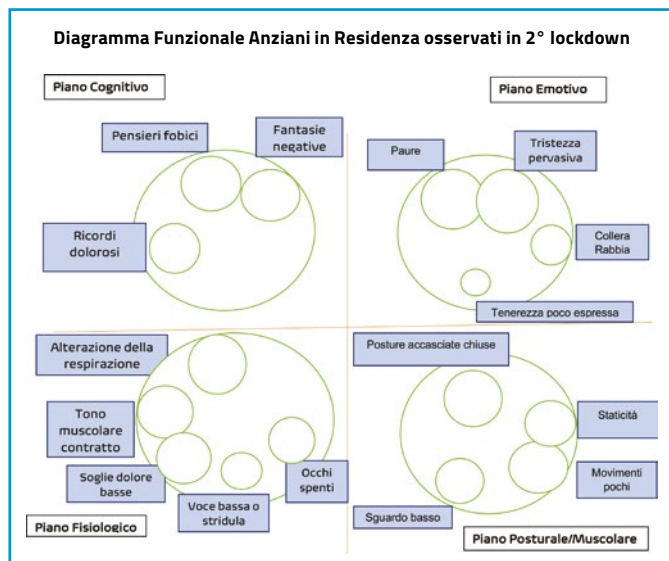 Diagramma Funzionale Anziani in Residenza osservati in 2° lockdown
Piano Cognitivo
Pensieri fobici
Fantasie
negative
Ricordi
dolorosi
Piano Emotivo
Paure
Tristezza
pervasiva
Collera
Rabbia
Tenerezza poco espressa
Alterazione della
respirazione
Tono
muscolare
contratto
Soglie dolore
basse
Voce bassa o
stridula
Occhi
spenti
Piano Fisiologico
Posture accasciate chiuse
Staticità
Movimenti
pochi
Sguardo basso
Piano Posturale/Muscolare